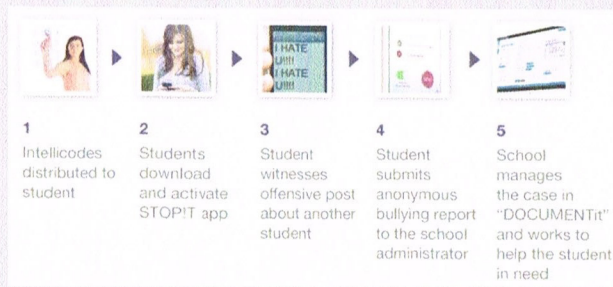 I HATE
U!!!!
I HATE
U!!!!
1
Intellicodes
distributed to
student
2
Students
download
and activate
STOP!T app
3
Student
witnesses
offensive post
about another
student
4
Student
submits
anonymous
bullying report
to the school
administrator
5
School
manages
the case in
"DOCUMENTit"
and works to
help the student
in need